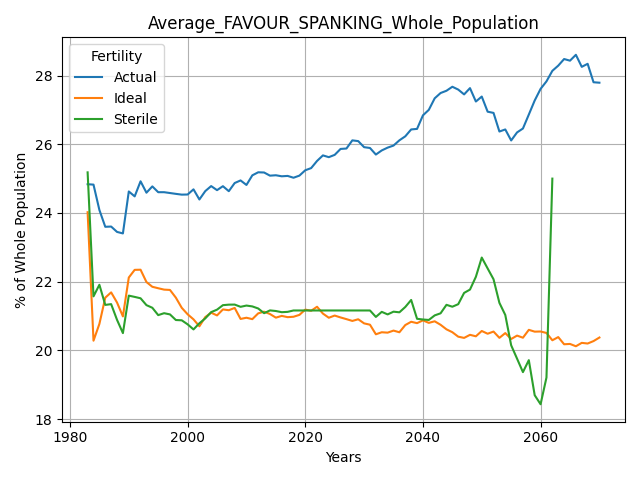 Average_FAVOUR_SPANKING_Whole_Population
Fertility
Actual
Ideal
Sterile
% of Whole Population
28
26
24
22
20
18
1980
2000
2020
2040
2060
Years